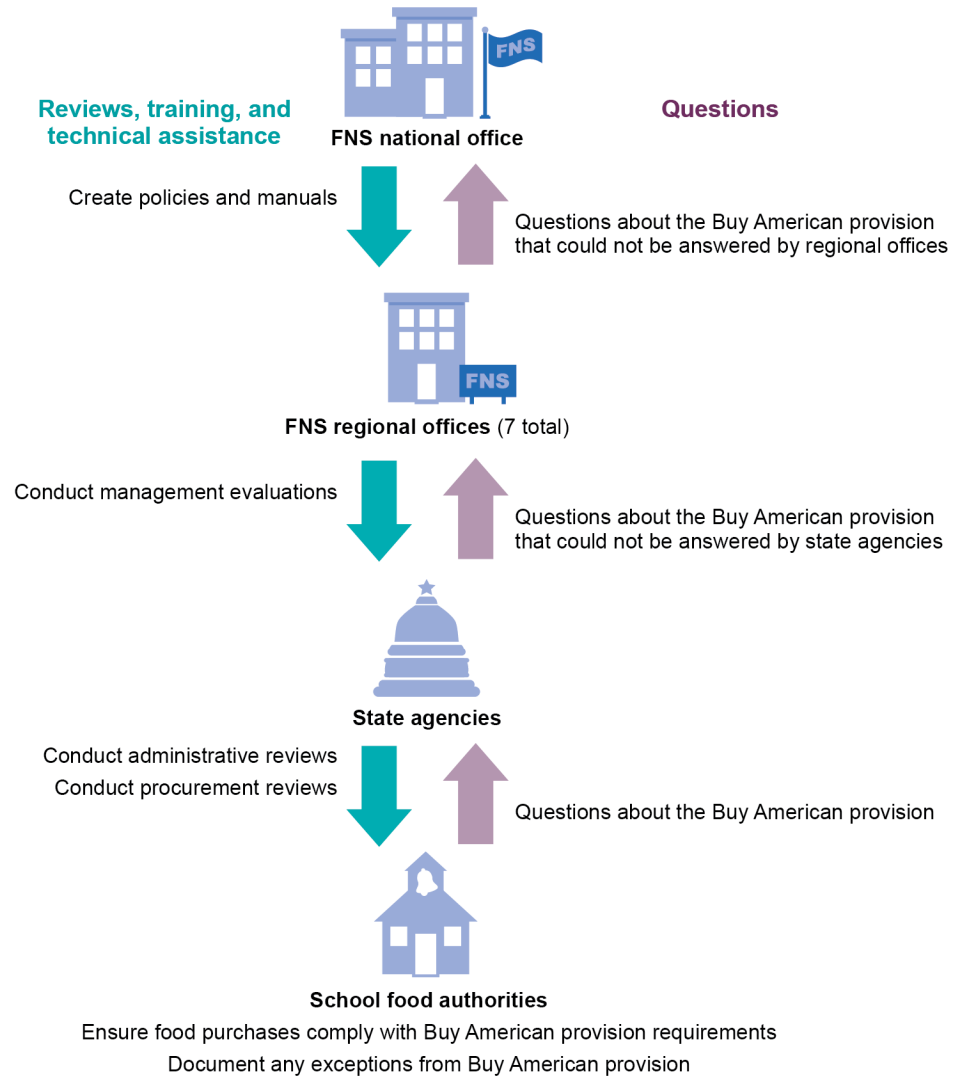 FNS
Reviews, training, and
technical assistance
Questions
FNS national office
Create policies and manuals
Questions about the Buy American provision
that could not be answered by regional offices
FNS
FNS regional offices (7 total)
Conduct management evaluations
Questions about the Buy American provision
that could not be answered by state agencies
State agencies
Conduct administrative reviews
Conduct procurement reviews
Questions about the Buy American provision
School food authorities
Ensure food purchases comply with Buy American provision requirements
Document any exceptions from Buy American provision